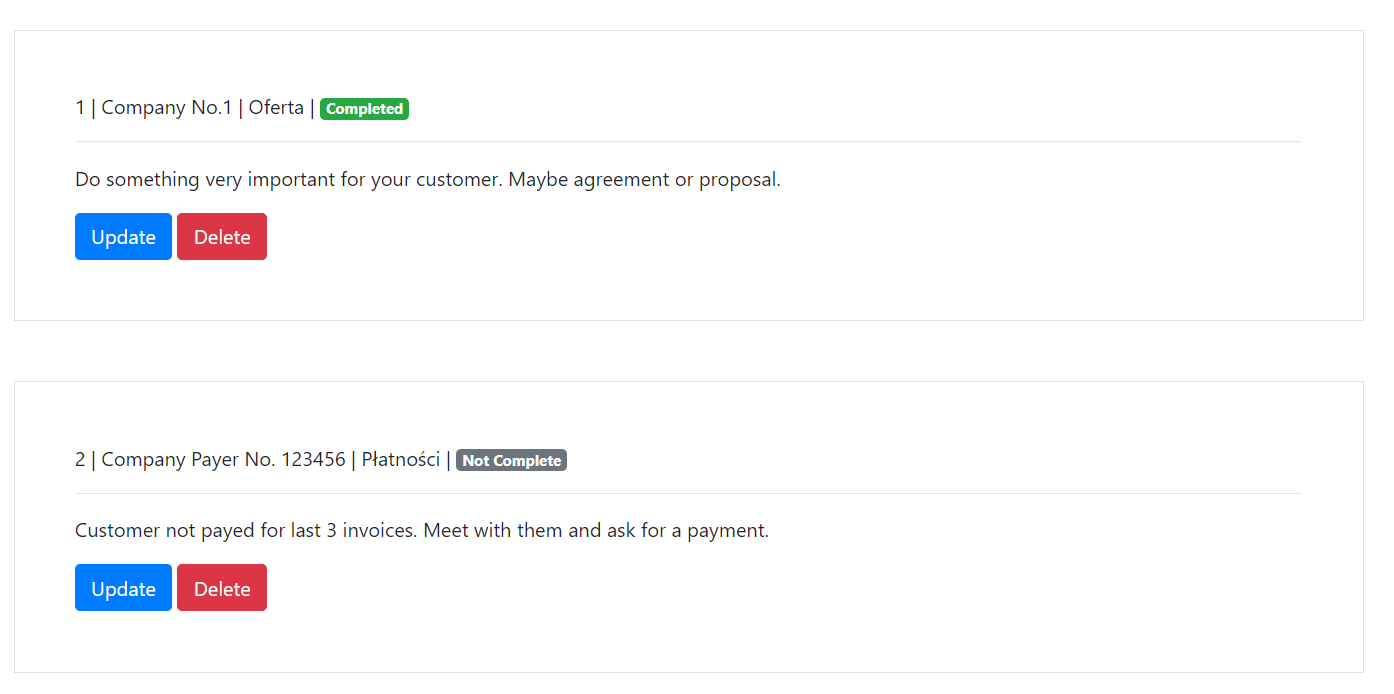 1 | Company No.1 | Oferta | Completed
Do something very important for your customer. Maybe agreement or proposal.
Update Delete
2 | Company Payer No. 123456 | Płatności | Not Complete
Customer not payed for last 3 invoices. Meet with them and ask for a payment.
Update Delete